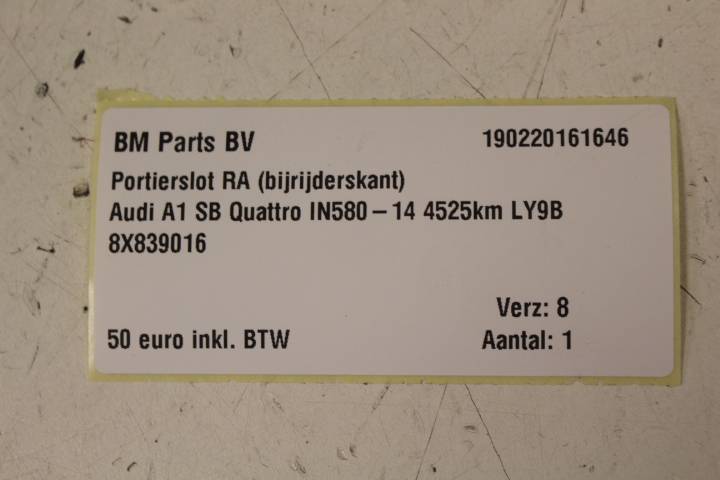 BM Parts BV 190220161646
Portierslot RA (bijrijderskant)
Audi A1 SB Quattro IN580 – 14 4525km LY9B
8X839016
Verz: 8
50 euro inkl. BTW Aantal: 1